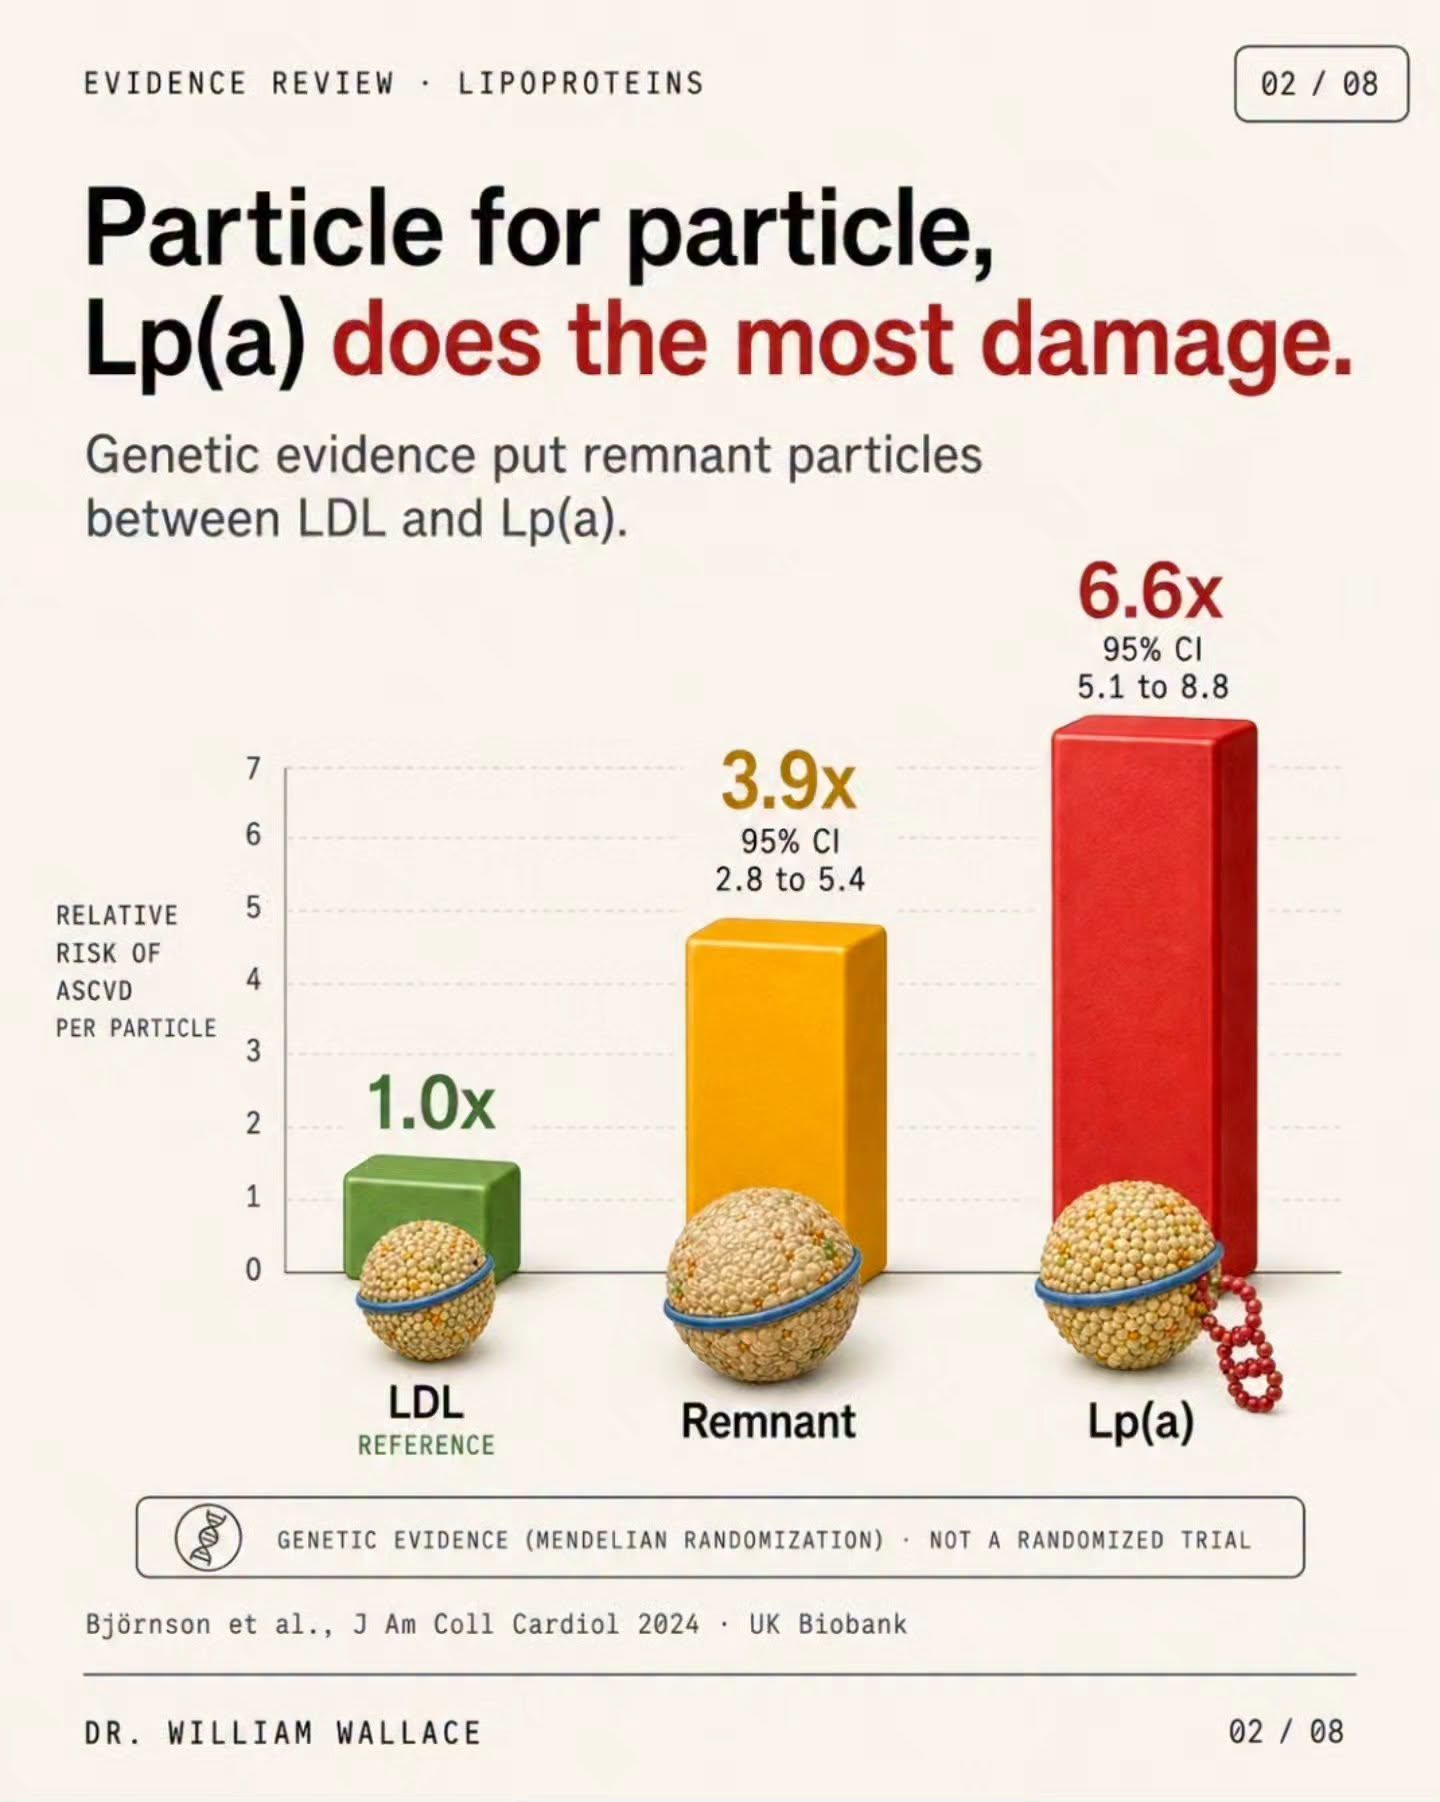 EVIDENCE REVIEW · LIPOPROTEINS
02 / 08
Particle for particle,
Lp(a) does the most damage.
Genetic evidence put remnant particles
between LDL and Lp(a).
6.6x
95% CI
5.1 to 8.8
3.9x
95% CI
2.8 to 5.4
1.0x
7
6
5
4
3
2
1
0
RELATIVE
RISK OF
ASCVD
PER PARTICLE
LDL
REFERENCE
Remnant
Lp(a)
GENETIC EVIDENCE (MENDELIAN RANDOMIZATION) · NOT A RANDOMIZED TRIAL
Björnson et al., J Am Coll Cardiol 2024 · UK Biobank
DR. WILLIAM WALLACE
02 / 08